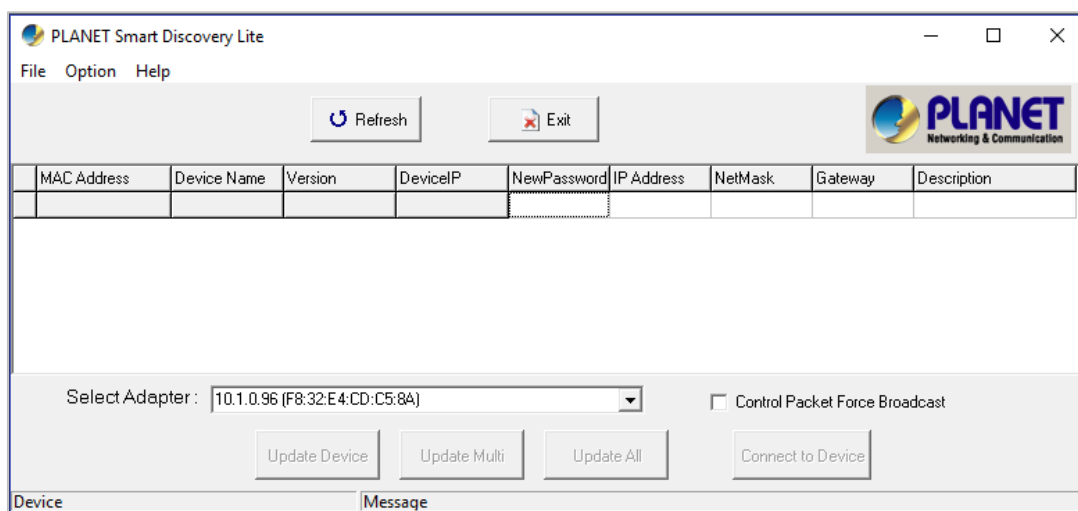 PLANET Smart Discovery Lite
File Option Help
Refresh Exit
PLANET
Networking & Communication
MAC Address Device Name Version DeviceIP NewPassword IP Address NetMask Gateway Description
Select Adapter : 10.1.0.96 (F8:32:E4:CD:C5:8A) Control Packet Force Broadcast
Update Device Update Multi Update All Connect to Device
Device Message